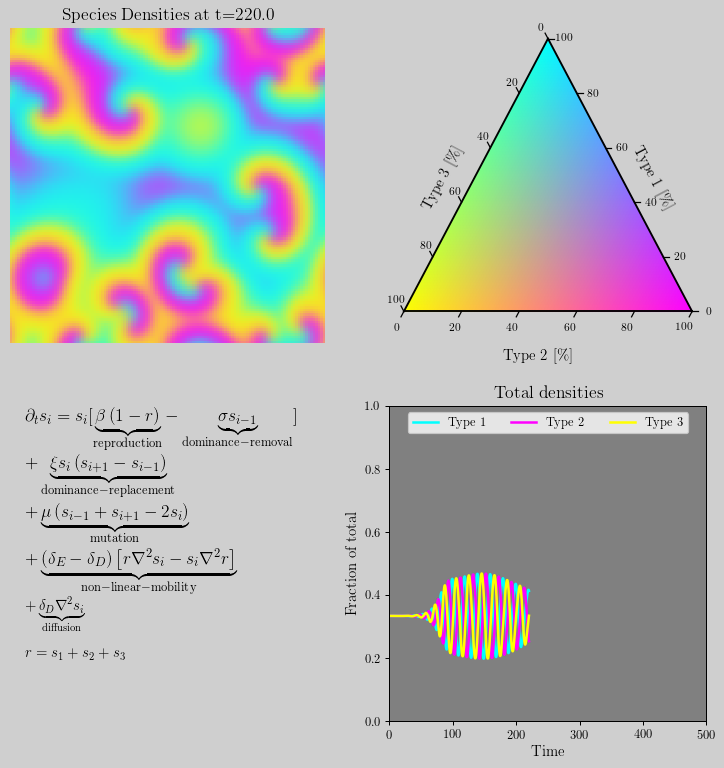 Species Densities at t=220.0
0
100
20
80
40
60
60
40
80
20
100
0
0
20
40
60
80
100
Type 3 [%]
Type 1 [%]
Type 2 [%]
∂ₜsᵢ = sᵢ[ β (1 − r) − σsᵢ₋₁ ]
reproduction dominance−removal
+ ξsᵢ (sᵢ₊₁ − sᵢ₋₁)
dominance−replacement
+ μ (sᵢ₋₁ + sᵢ₊₁ − 2sᵢ)
mutation
+ (δ_E − δ_D) [r∇²sᵢ − sᵢ∇²r]
non−linear−mobility
+ δ_D∇²sᵢ
diffusion
r = s₁ + s₂ + s₃
Total densities
Type 1 Type 2 Type 3
1.0
0.8
0.6
0.4
0.2
0.0
Fraction of total
0 100 200 300 400 500
Time